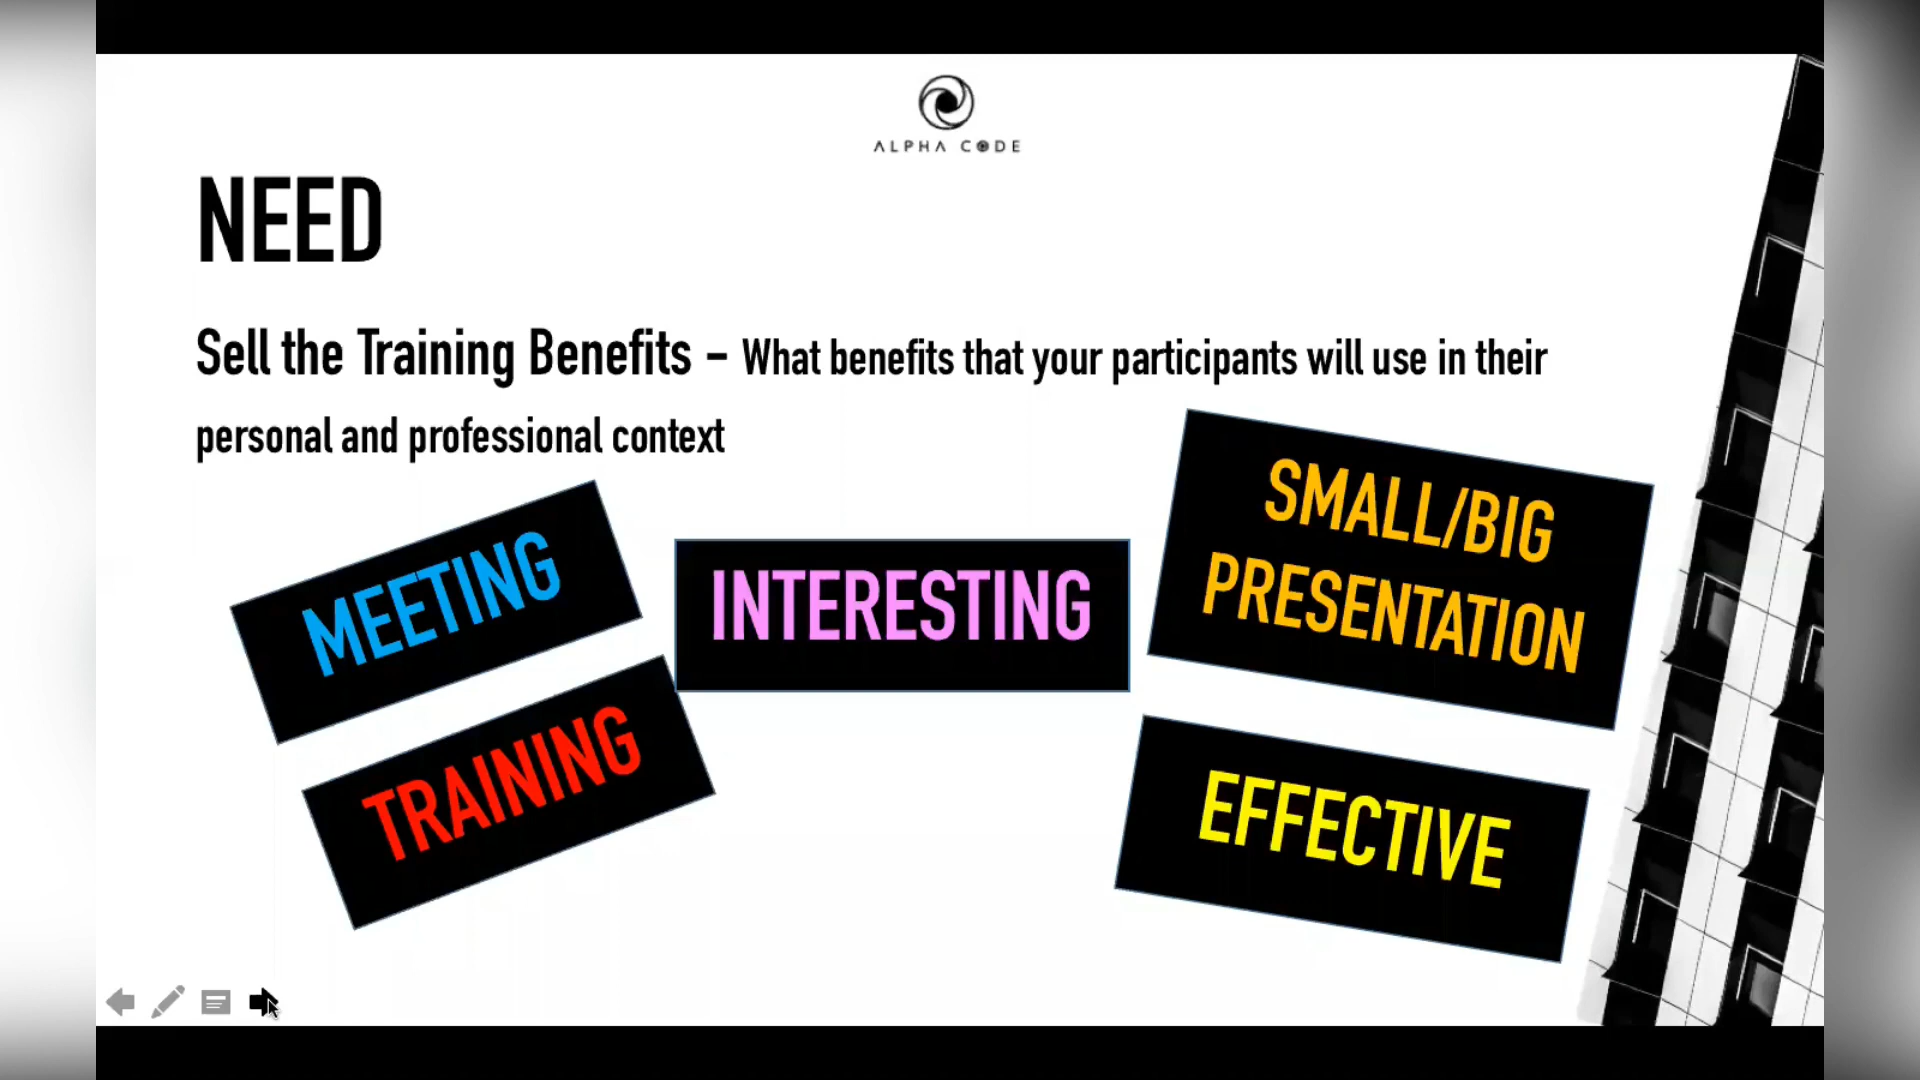 ALPHA CODE
NEED
Sell the Training Benefits – What benefits that your participants will use in their
personal and professional context
MEETING
INTERESTING
SMALL/BIG
PRESENTATION
TRAINING
EFFECTIVE